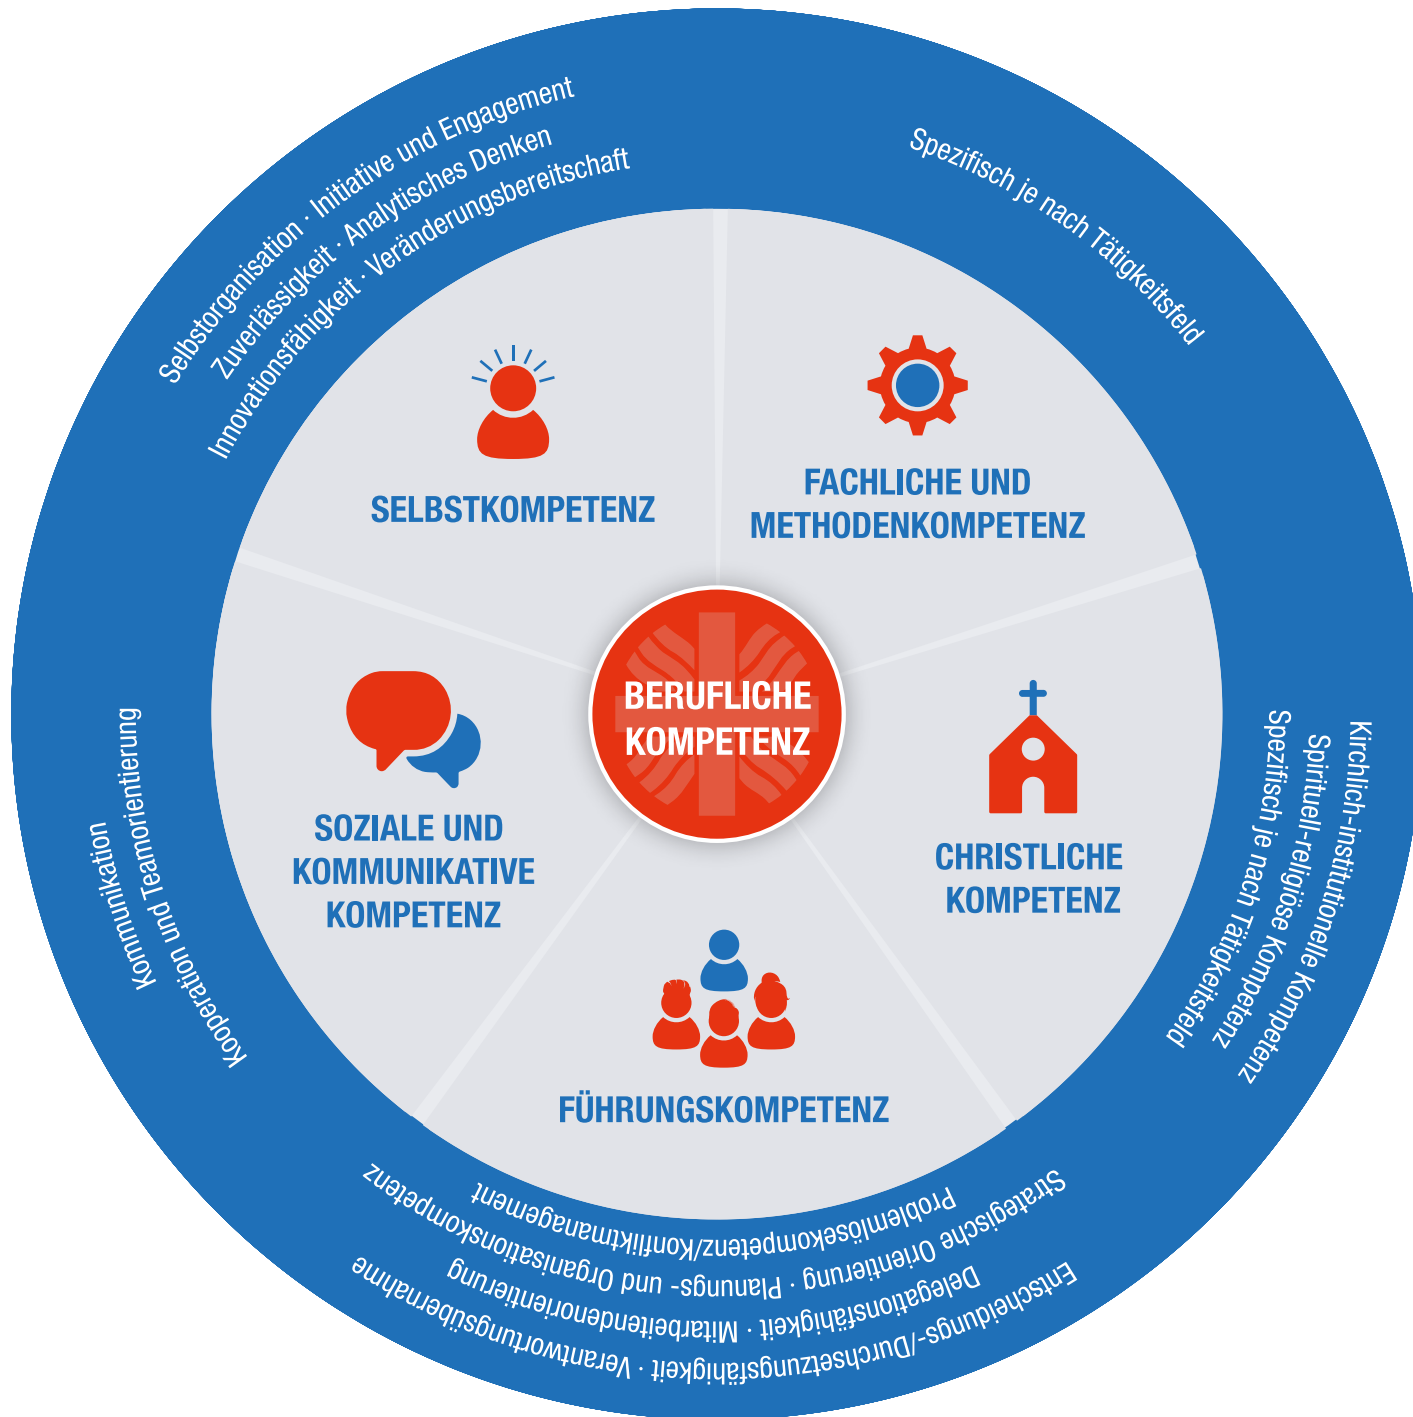 Selbstorganisation · Initiative und Engagement
Zuverlässigkeit · Analytisches Denken
Innovationsfähigkeit · Veränderungsbereitschaft
SELBSTKOMPETENZ
Spezifisch je nach Tätigkeitsfeld
FACHLICHE UND
METHODENKOMPETENZ
BERUFLICHE
KOMPETENZ
Kirchlich-institutionelle Kompetenz
Spirituell-religiöse Kompetenz
Spezifisch je nach Tätigkeitsfeld
CHRISTLICHE
KOMPETENZ
FÜHRUNGSKOMPETENZ
Entscheidungs-/Durchsetzungsfähigkeit · Verantwortungsübernahme
Delegationsfähigkeit · Mitarbeitendenorientierung
Strategische Orientierung · Planungs- und Organisationskompetenz
Problemlösekompetenz/Konfliktmanagement
SOZIALE UND
KOMMUNIKATIVE
KOMPETENZ
Kommunikation
Kooperation und Teamorientierung